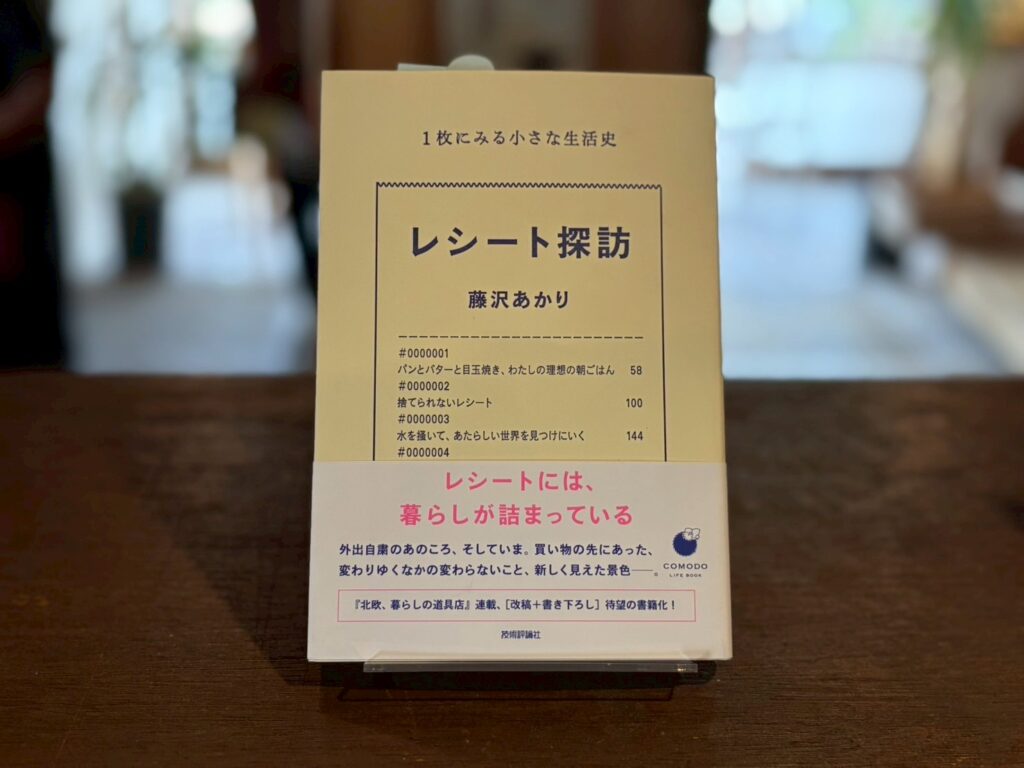 1枚にみる小さな生活史
レシート探訪
藤沢あかり
#0000001
パンとバターと目玉焼き、わたしの理想の朝ごはん 58
#0000002
捨てられないレシート 100
#0000003
水を掻いて、あたらしい世界を見つけにいく 144
#0000004
レシートには、
暮らしが詰まっている
外出自粛のあのころ、そしていま。買い物の先にあった、
変わりゆくなかの変わらないこと、新しく見えた景色――。
COMODO
LIFE BOOK
『北欧、暮らしの道具店』連載、[改稿+書き下ろし]待望の書籍化!
技術評論社